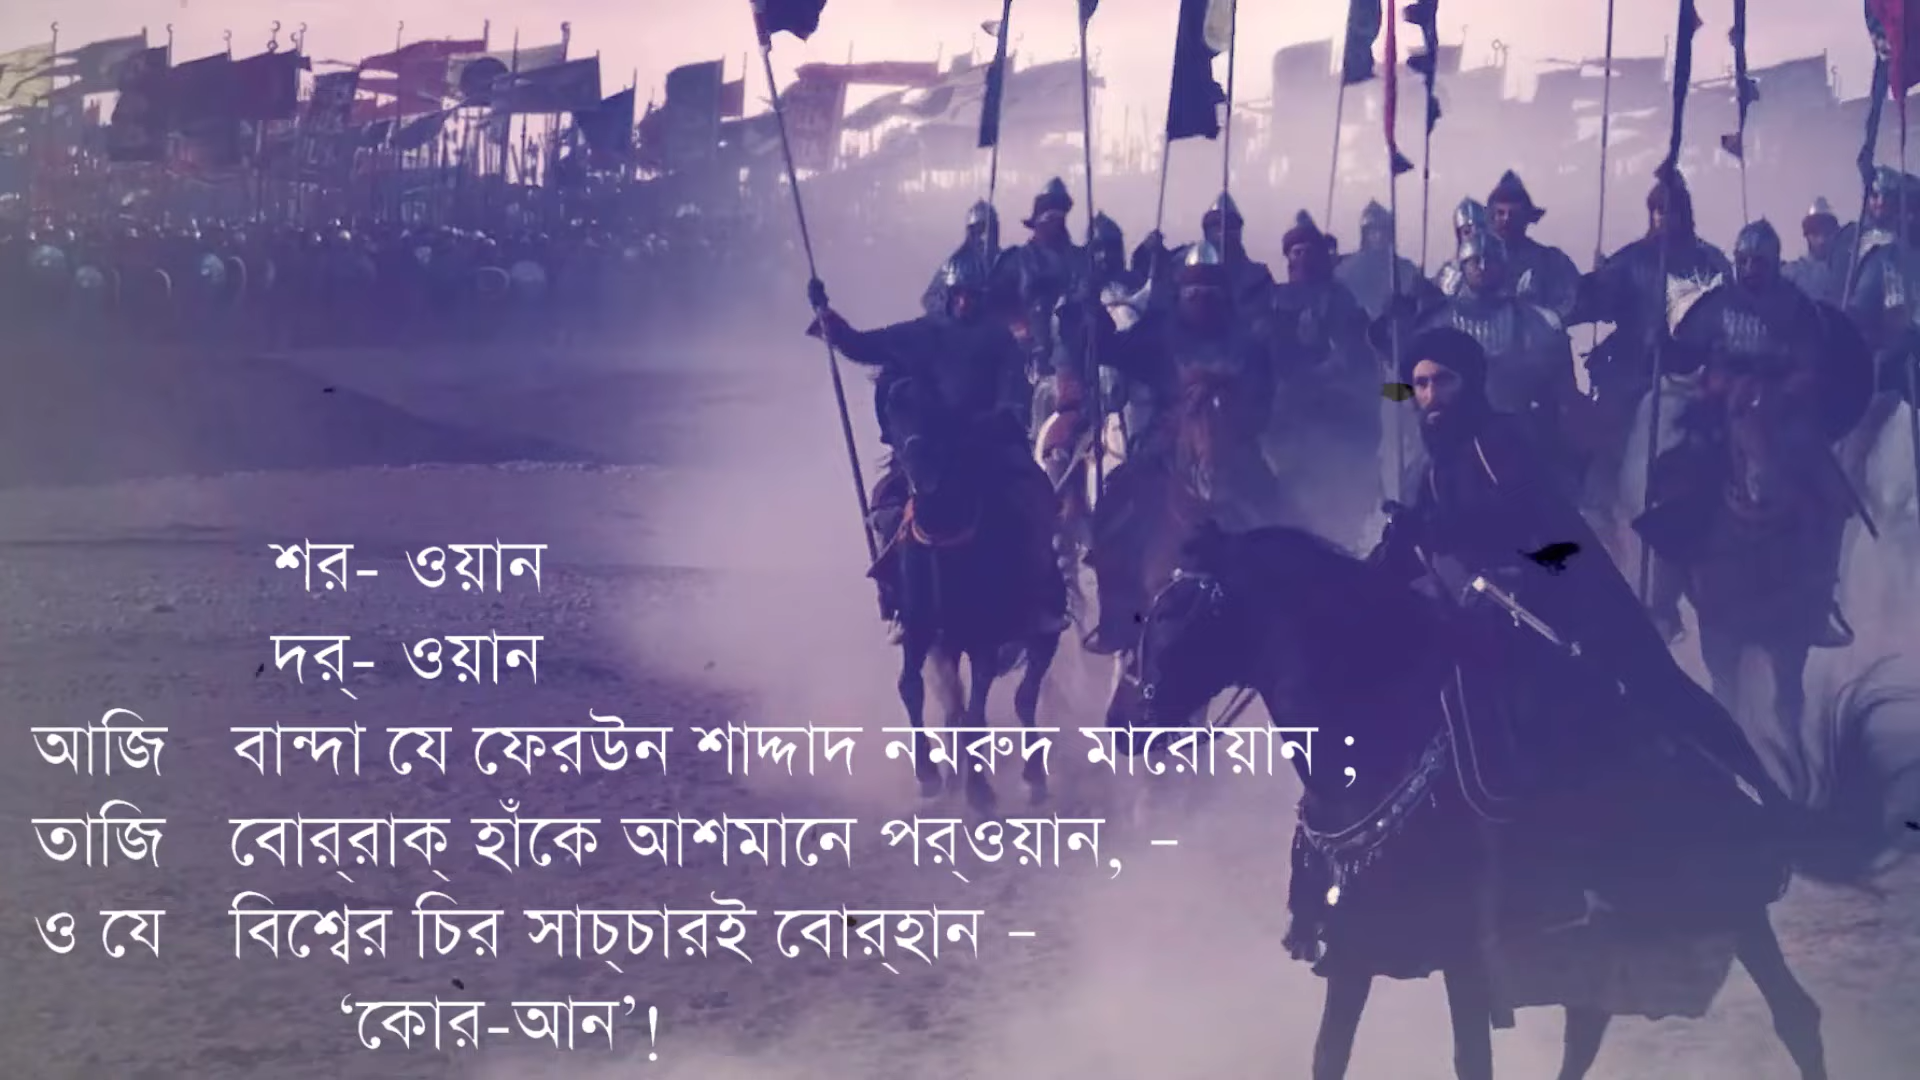 শর- ওয়ান
দর্- ওয়ান
আজি বান্দা যে ফেরউন শাদ্দাদ নমরুদ মারোয়ান ;
তাজি বোর্‌রাক্ হাঁকে আশমানে পর্‌ওয়ান, –
ও যে বিশ্বের চির সাচ্‌চারই বোর্‌হান –
‘কোর-আন’!